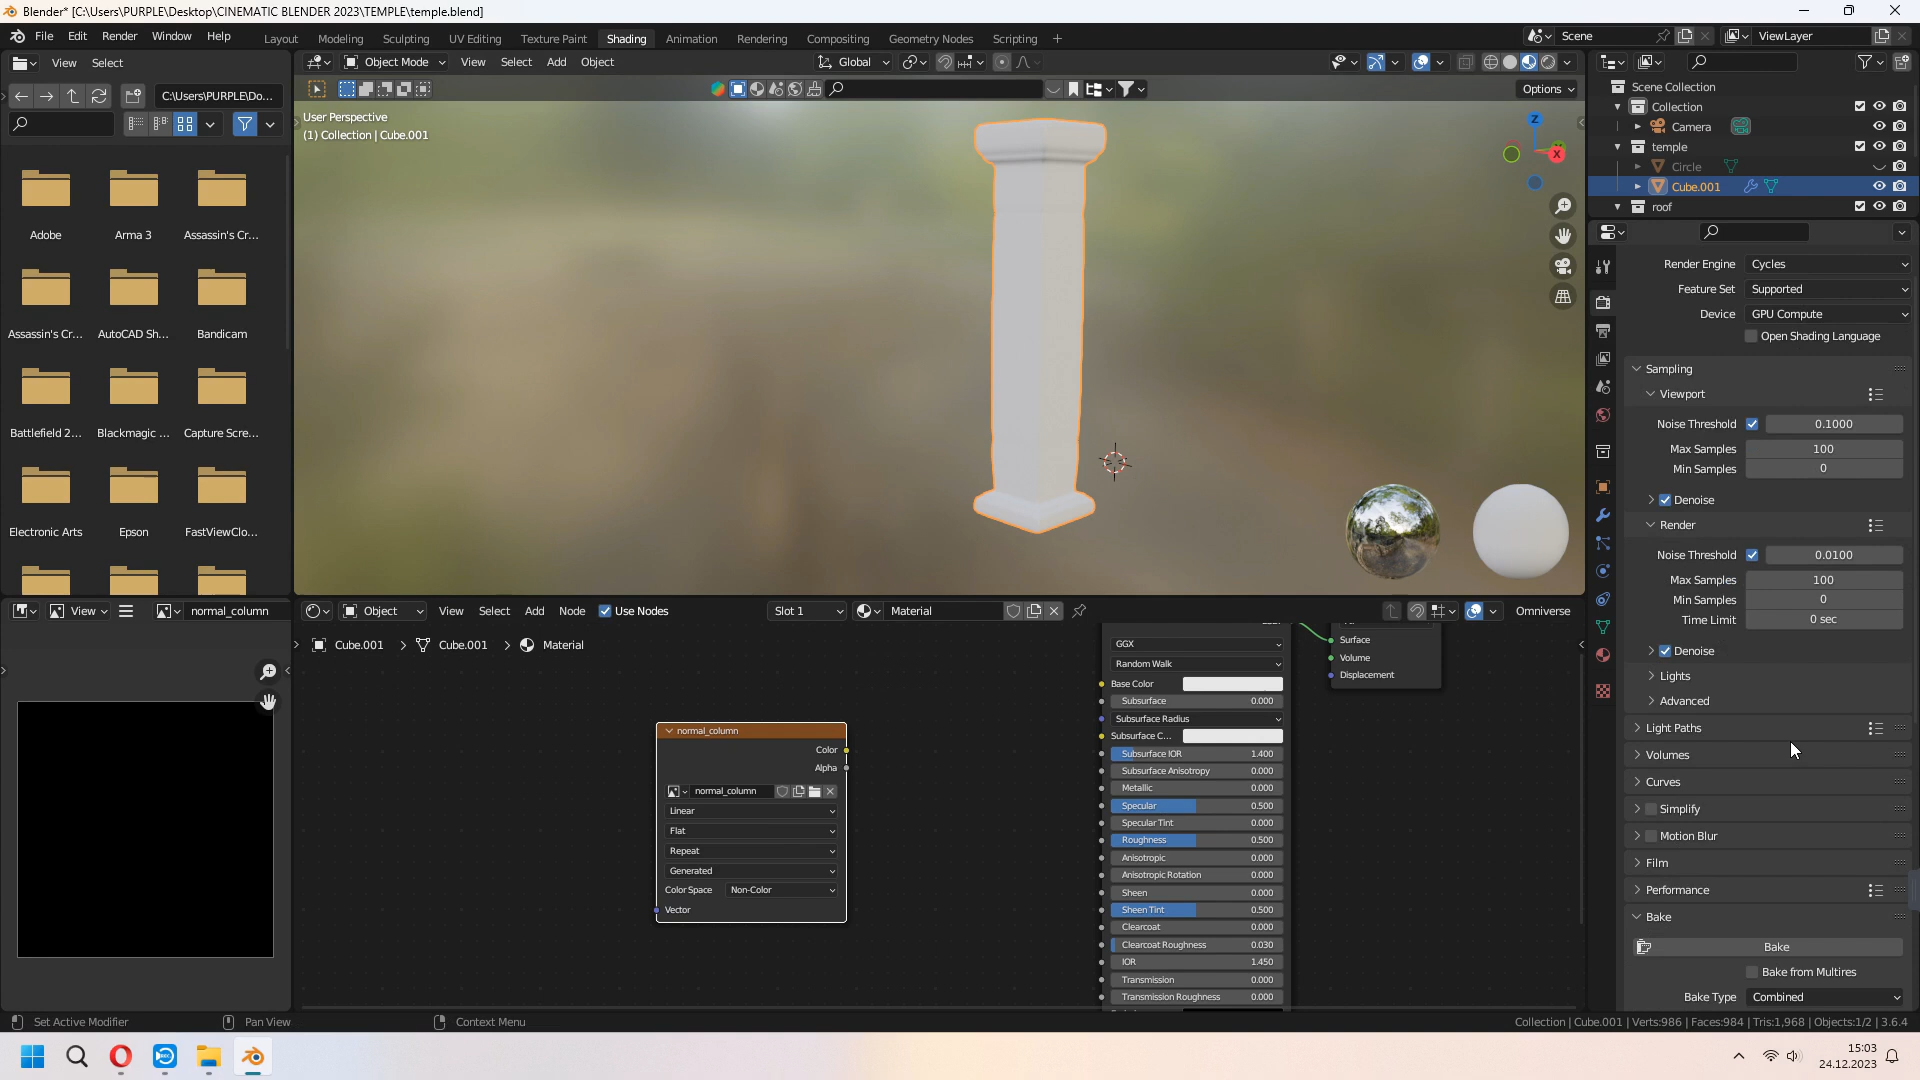 Blender* [C:\Users\PURPLE\Desktop\CINEMATIC BLENDER 2023\TEMPLE\temple.blend]
File Edit Render Window Help Layout Modeling Sculpting UV Editing Texture Paint Shading Animation Rendering Compositing Geometry Nodes Scripting + Scene ViewLayer
View Select Object Mode View Select Add Object Global
C:\Users\PURPLE\Do... Options
User Perspective
(1) Collection | Cube.001
Z
X
Scene Collection
Collection
Camera
temple
Circle
Cube.001
roof
Adobe Arma 3 Assassin's Cr...
Assassin's Cr... AutoCAD Sh... Bandicam
Battlefield 2... Blackmagic ... Capture Scre...
Electronic Arts Epson FastViewClo...
Render Engine Cycles
Feature Set Supported
Device GPU Compute
Open Shading Language
Sampling
Viewport
Noise Threshold 0.1000
Max Samples 100
Min Samples 0
Denoise
Render
Noise Threshold 0.0100
Max Samples 100
Min Samples 0
Time Limit 0 sec
Denoise
Lights
Advanced
Light Paths
Volumes
Curves
Simplify
Motion Blur
Film
Performance
Bake
Bake
Bake from Multires
Bake Type Combined
View normal_column Object View Select Add Node Use Nodes Slot 1 Material Omniverse
Cube.001 > Cube.001 > Material
normal_column
Color
Alpha
normal_column
Linear
Flat
Repeat
Generated
Color Space Non-Color
Vector
GGX
Random Walk
Base Color
Subsurface 0.000
Subsurface Radius
Subsurface C...
Subsurface IOR 1.400
Subsurface Anisotropy 0.000
Metallic 0.000
Specular 0.500
Specular Tint 0.000
Roughness 0.500
Anisotropic 0.000
Anisotropic Rotation 0.000
Sheen 0.000
Sheen Tint 0.500
Clearcoat 0.000
Clearcoat Roughness 0.030
IOR 1.450
Transmission 0.000
Transmission Roughness 0.000
Surface
Volume
Displacement
Set Active Modifier Pan View Context Menu Collection | Cube.001 | Verts:986 | Faces:984 | Tris:1,968 | Objects:1/2 | 3.6.4
15:03
24.12.2023